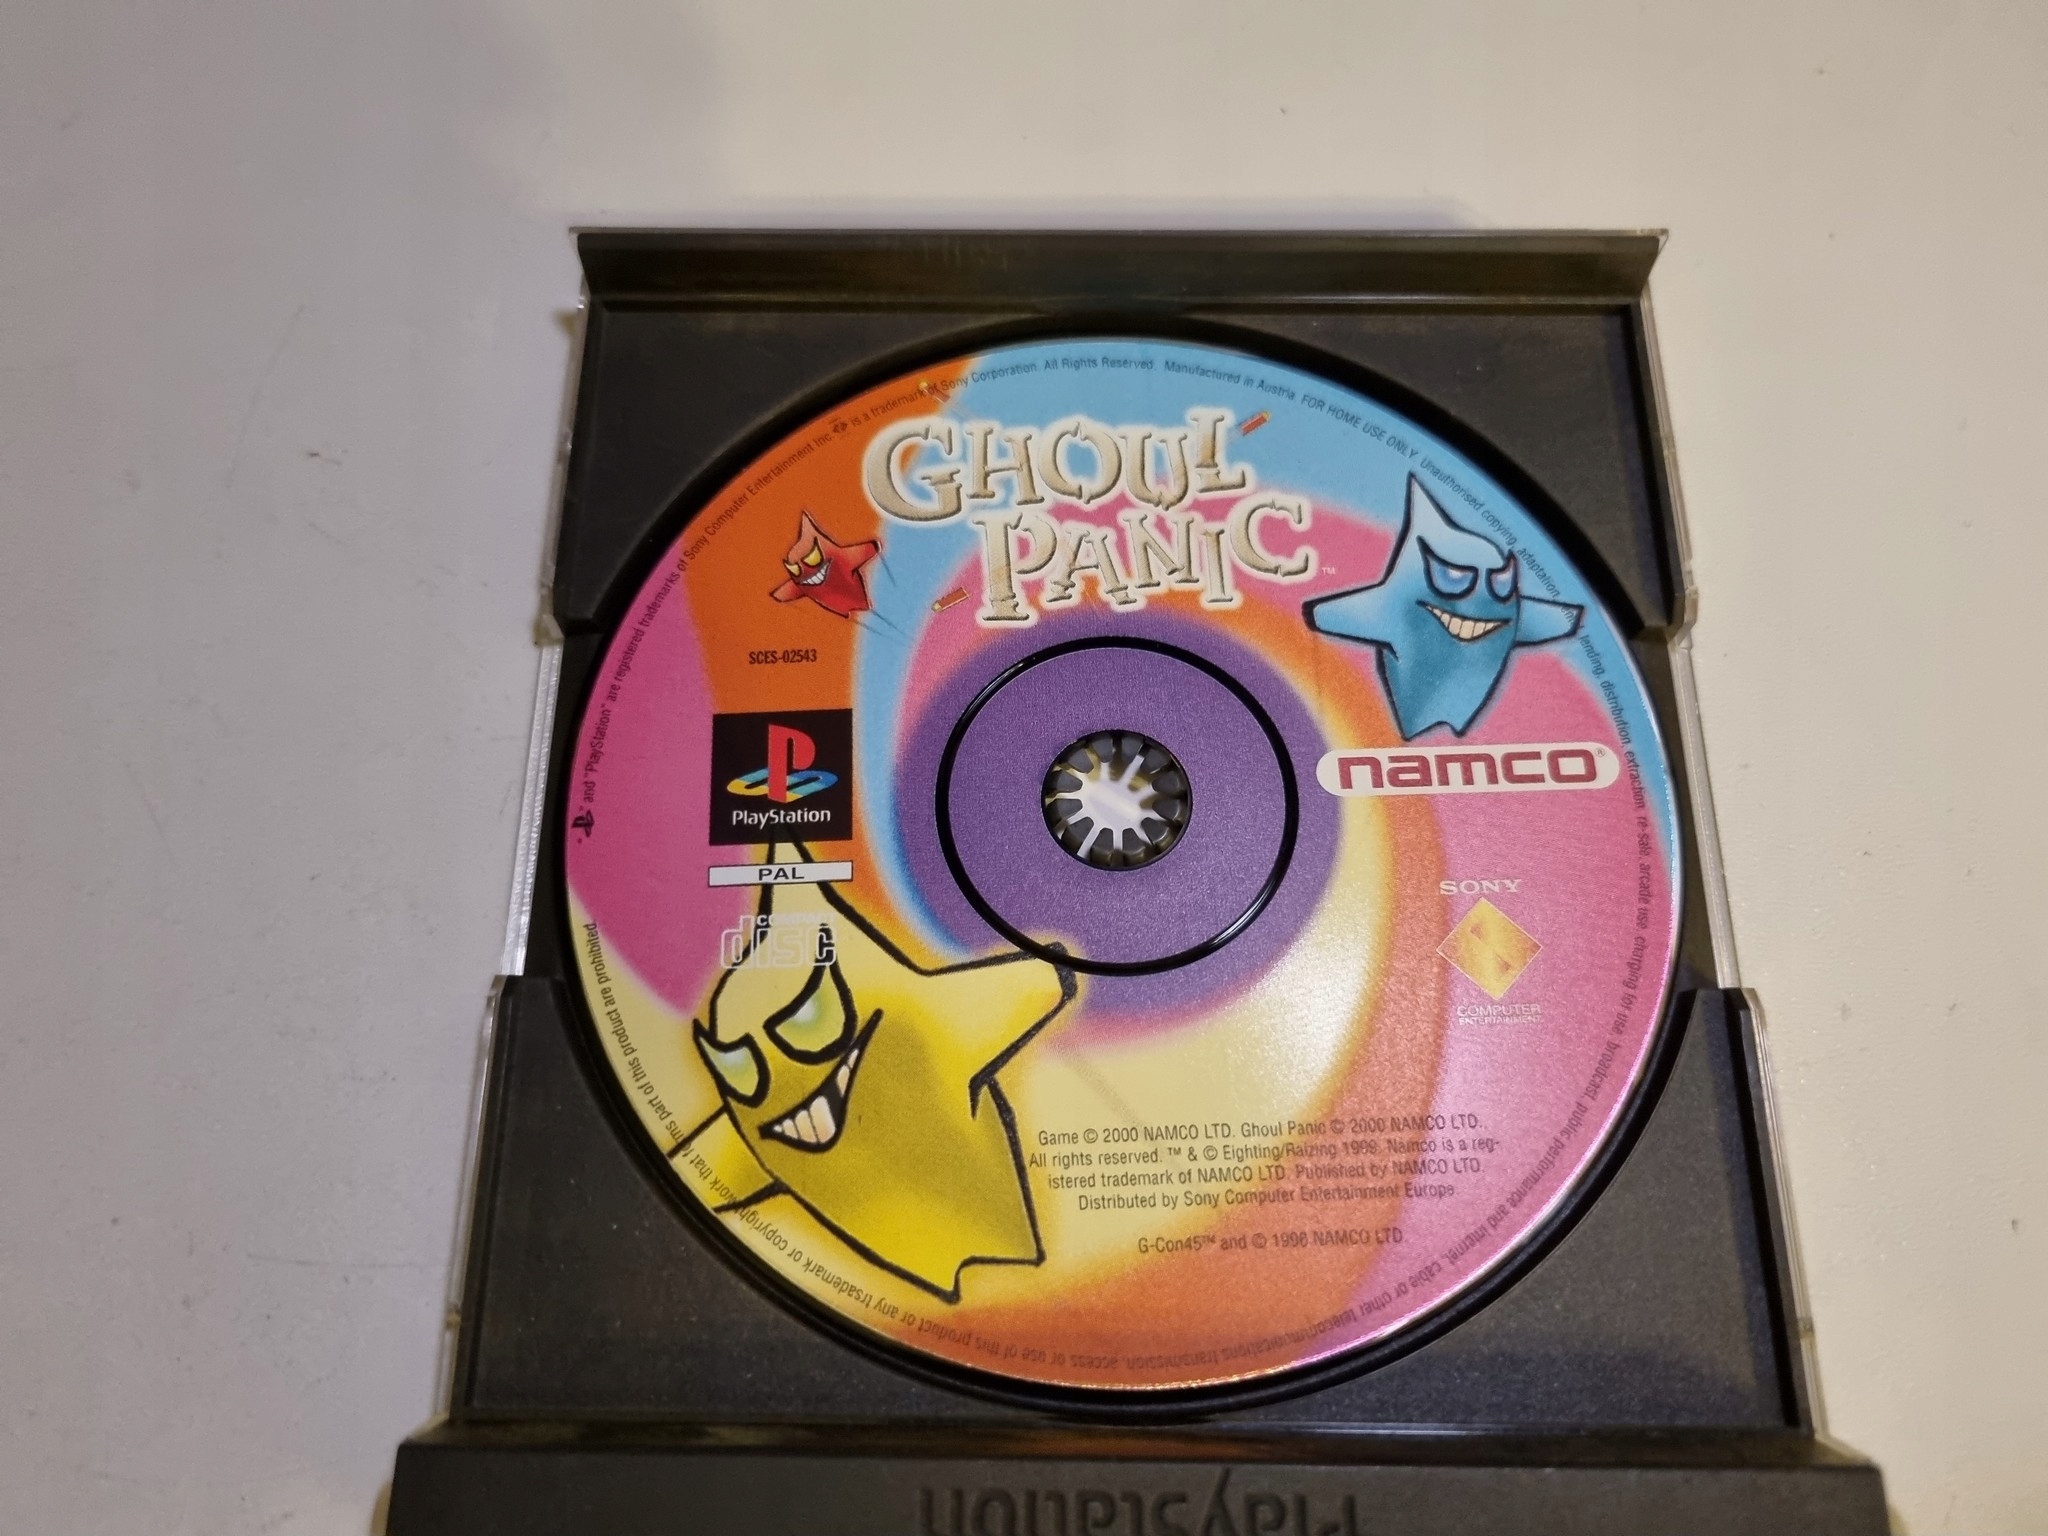 GHOUL
PANIC
™
SCES-02543
PlayStation
PAL
COMPACT
disc
namco®
SONY
COMPUTER
ENTERTAINMENT
Game © 2000 NAMCO LTD. Ghoul Panic © 2000 NAMCO LTD.
All rights reserved. ™ & © Eighting/Raizing 1999. Namco is a reg-
istered trademark of NAMCO LTD. Published by NAMCO LTD.
Distributed by Sony Computer Entertainment Europe
G-Con45™ and © 1996 NAMCO LTD
" " and "PlayStation" are registered trademarks of Sony Computer Entertainment Inc. is a trademark of Sony Corporation. All Rights Reserved. Manufactured in Austria. FOR HOME USE ONLY. Unauthorised copying, adaptation, lending, distribution, extraction, re-sale, arcade use, charging for use, broadcast, public performance and internet, cable or other telecommunications transmission, access or use of this product or any trsademark or copyright work that forms part of this product are prohibited.
PlayStation